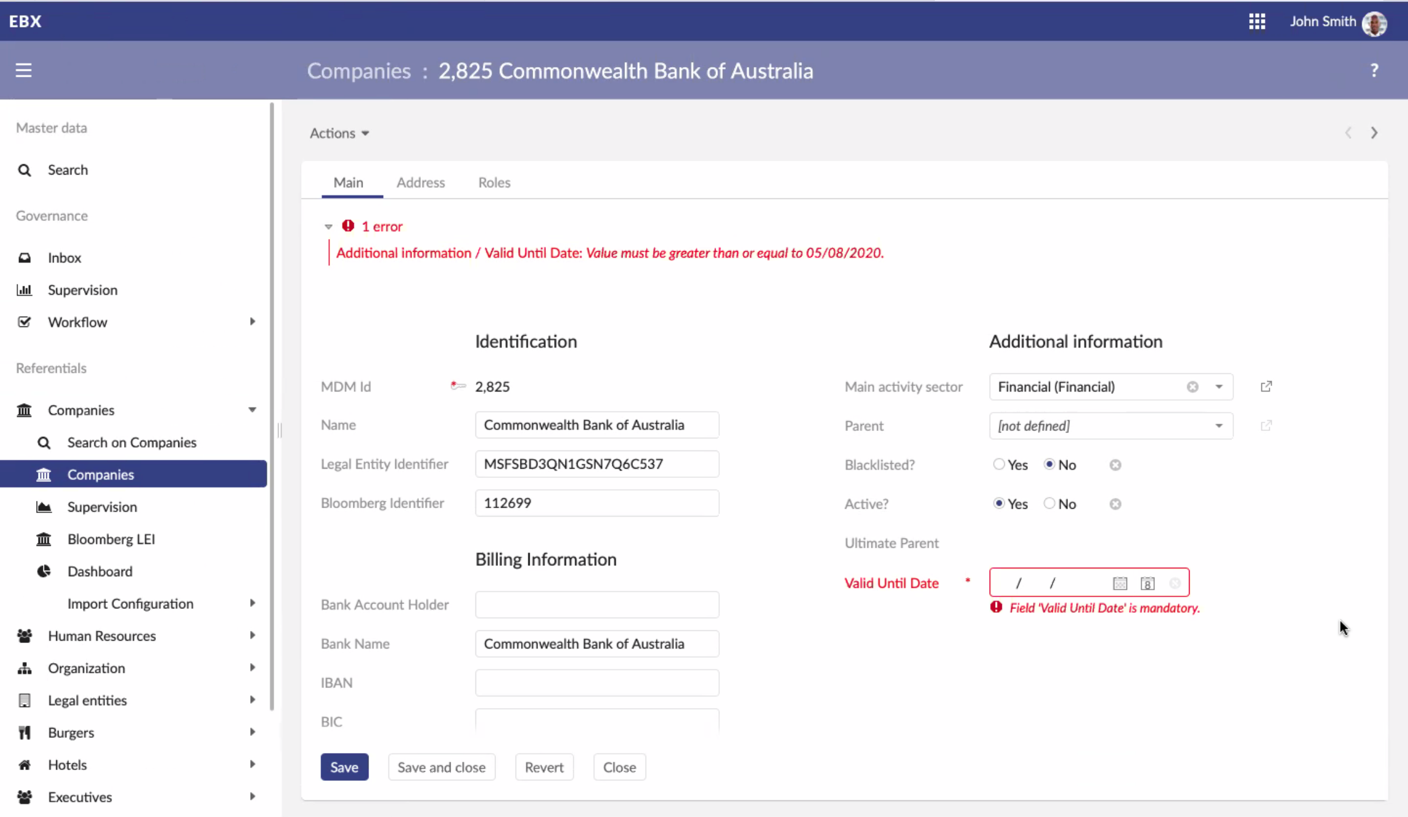 EBX
John Smith
Companies : 2,825 Commonwealth Bank of Australia
?
Master data
Search
Governance
Inbox
Supervision
Workflow
Referentials
Companies
Search on Companies
Companies
Supervision
Bloomberg LEI
Dashboard
Import Configuration
Human Resources
Organization
Legal entities
Burgers
Hotels
Executives
Actions
Main Address Roles
1 error
Additional information / Valid Until Date: Value must be greater than or equal to 05/08/2020.
Identification
MDM Id 2,825
Name Commonwealth Bank of Australia
Legal Entity Identifier MSFSBD3QN1GSN7Q6C537
Bloomberg Identifier 112699
Billing Information
Bank Account Holder
Bank Name Commonwealth Bank of Australia
IBAN
BIC
Additional information
Main activity sector Financial (Financial)
Parent [not defined]
Blacklisted? Yes No
Active? Yes No
Ultimate Parent
Valid Until Date * / / 8
Field 'Valid Until Date' is mandatory.
Save Save and close Revert Close